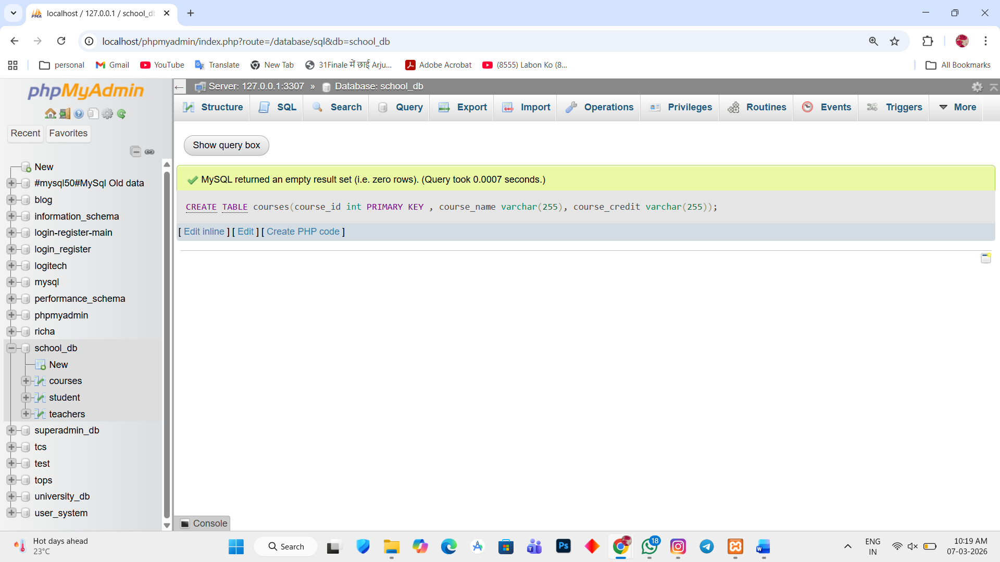 localhost / 127.0.0.1 / school_db
localhost/phpmyadmin/index.php?route=/database/sql&db=school_db
personal
Gmail
YouTube
Translate
New Tab
31Finale में छाई Arju...
Adobe Acrobat
(8555) Labon Ko (8...
All Bookmarks
phpMyAdmin
Recent
Favorites
New
#mysql50#MySql Old data
blog
information_schema
login-register-main
login_register
logitech
mysql
performance_schema
phpmyadmin
richa
school_db
New
courses
student
teachers
superadmin_db
tcs
test
tops
university_db
user_system
Server: 127.0.0.1:3307 » Database: school_db
Structure
SQL
Search
Query
Export
Import
Operations
Privileges
Routines
Events
Triggers
More
Show query box
MySQL returned an empty result set (i.e. zero rows). (Query took 0.0007 seconds.)
CREATE TABLE courses(course_id int PRIMARY KEY , course_name varchar(255), course_credit varchar(255));
[ Edit inline ] [ Edit ] [ Create PHP code ]
Console
Hot days ahead
23°C
Search
Ps
18
ENG
IN
10:19 AM
07-03-2026